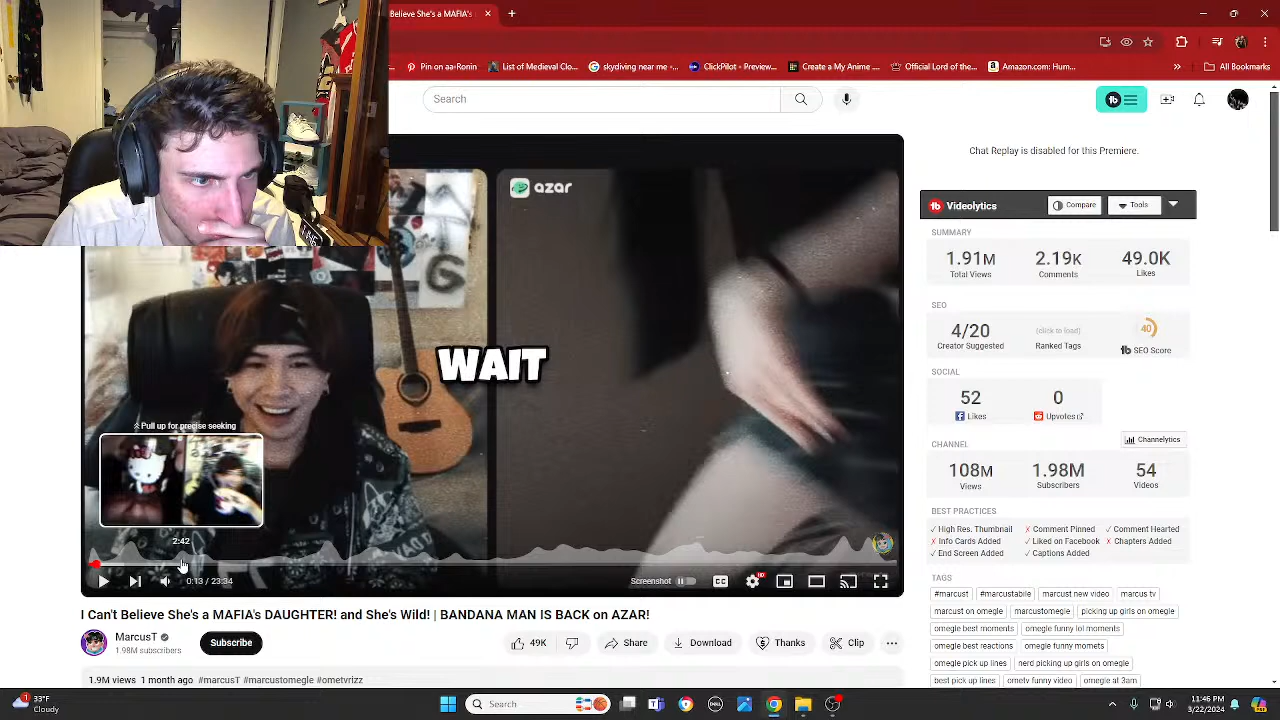 Believe She's a MAFIA's
Pin on aa-Ronin
List of Medieval Clo...
skydiving near me -...
ClickPilot - Preview...
Create a My Anime ...
Official Lord of the...
Amazon.com: Hum...
All Bookmarks
Search
Chat Replay is disabled for this Premiere.
azar
G
WAIT
Pull up for precise seeking
2:42
0:13 / 23:34
Screenshot
CC
HD
I Can't Believe She's a MAFIA's DAUGHTER! and She's Wild! | BANDANA MAN IS BACK on AZAR!
MarcusT
1.98M subscribers
Subscribe
49K
Share
Download
Thanks
Clip
1.9M views 1 month ago #marcusT #marcustomegle #ometvrizz
tb Videolytics
Compare
Tools
SUMMARY
1.91M 2.19K 49.0K
Total Views Comments Likes
SEO
4/20 (click to load) 40
Creator Suggested Ranked Tags tb SEO Score
SOCIAL
52 0
Likes Upvotes
CHANNEL
Channelytics
108M 1.98M 54
Views Subscribers Videos
BEST PRACTICES
✓ High Res. Thumbnail ✗ Comment Pinned ✓ Comment Hearted
✗ Info Cards Added ✓ Liked on Facebook ✗ Chapters Added
✓ End Screen Added ✓ Captions Added
TAGS
#marcust #marcustabile marcust new video marcus tv
marcust on omegle marcustomegle picking up girls on omegle
omegle best moments omegle funny lol moments
omegle best reactions omegle funny momets
omegle pick up lines nerd picking up girls on omegle
best pick up lines ometv funny video omegle at 3am
1
33°F
Cloudy
Search
DELL
11:46 PM
3/22/2024